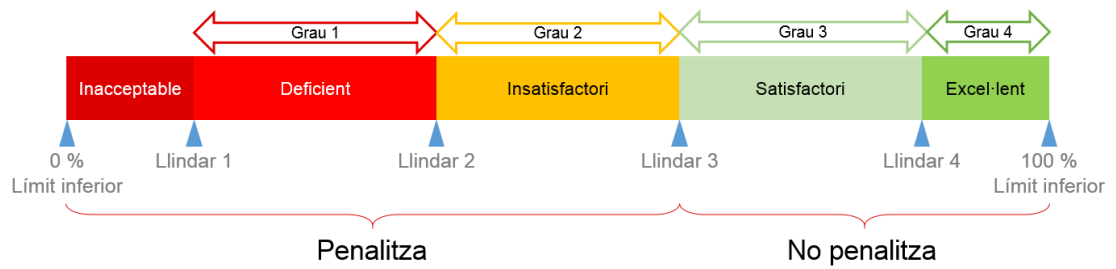 Grau 1
Grau 2
Grau 3
Grau 4
Inacceptable
Deficient
Insatisfactori
Satisfactori
Excel·lent
0 %
Límit inferior
Llindar 1
Llindar 2
Llindar 3
Llindar 4
100 %
Límit inferior
Penalitza
No penalitza